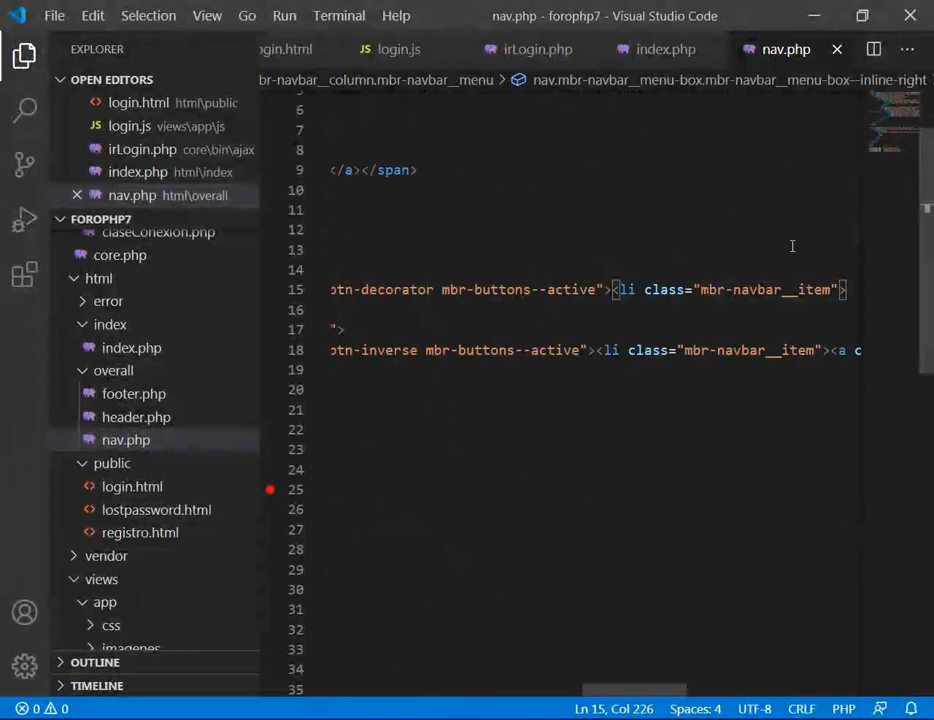 File Edit Selection View Go Run Terminal Help nav.php - forophp7 - Visual Studio Code
EXPLORER
ogin.html JS login.js irLogin.php index.php nav.php
OPEN EDITORS
br-navbar__column.mbr-navbar__menu nav.mbr-navbar__menu-box.mbr-navbar__menu-box--inline-right
login.html html\public
JS login.js views\app\js
irLogin.php core\bin\ajax
index.php html\index
nav.php html\overall
FOROPHP7
claseConexion.php
core.php
html
error
index
index.php
overall
footer.php
header.php
nav.php
public
login.html
lostpassword.html
registro.html
vendor
views
app
css
imagenes
OUTLINE
TIMELINE
6
7
8
9 </a></span>
10
11
12
13
14
15 btn-decorator mbr-buttons--active"><li class="mbr-navbar__item">
16
17 ">
18 btn-inverse mbr-buttons--active"><li class="mbr-navbar__item"><a c
19
20
21
22
23
24
25
26
27
28
29
30
31
32
33
34
35
0 0 Ln 15, Col 226 Spaces: 4 UTF-8 CRLF PHP